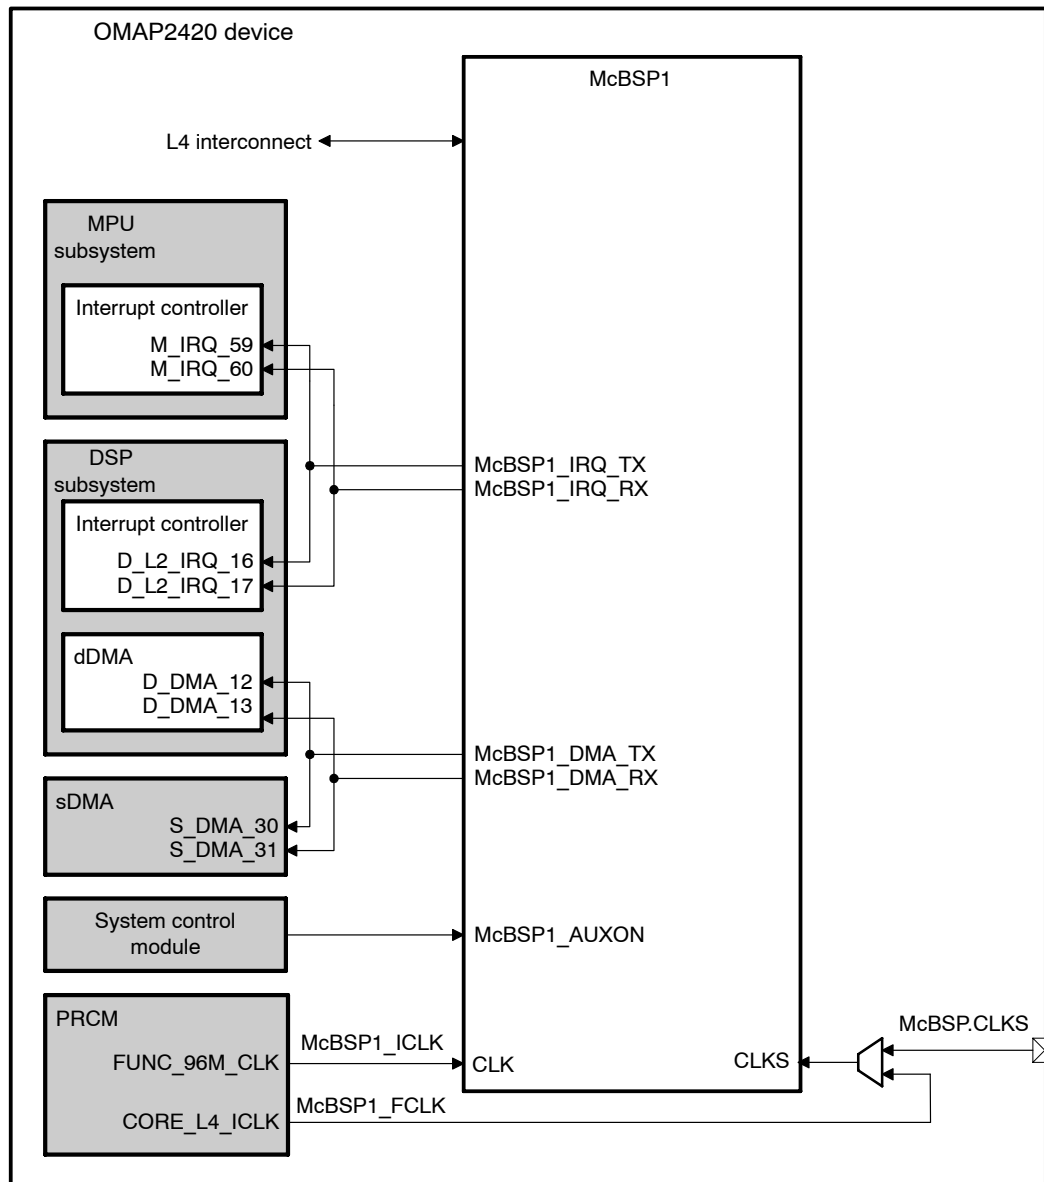 OMAP2420 device
McBSP1
L4 interconnect
MPU
subsystem
Interrupt controller
M_IRQ_59
M_IRQ_60
DSP
subsystem
Interrupt controller
D_L2_IRQ_16
D_L2_IRQ_17
McBSP1_IRQ_TX
McBSP1_IRQ_RX
dDMA
D_DMA_12
D_DMA_13
McBSP1_DMA_TX
McBSP1_DMA_RX
sDMA
S_DMA_30
S_DMA_31
System control
module
McBSP1_AUXON
PRCM
FUNC_96M_CLK
McBSP1_ICLK
CLK
CLKS
McBSP.CLKS
CORE_L4_ICLK
McBSP1_FCLK